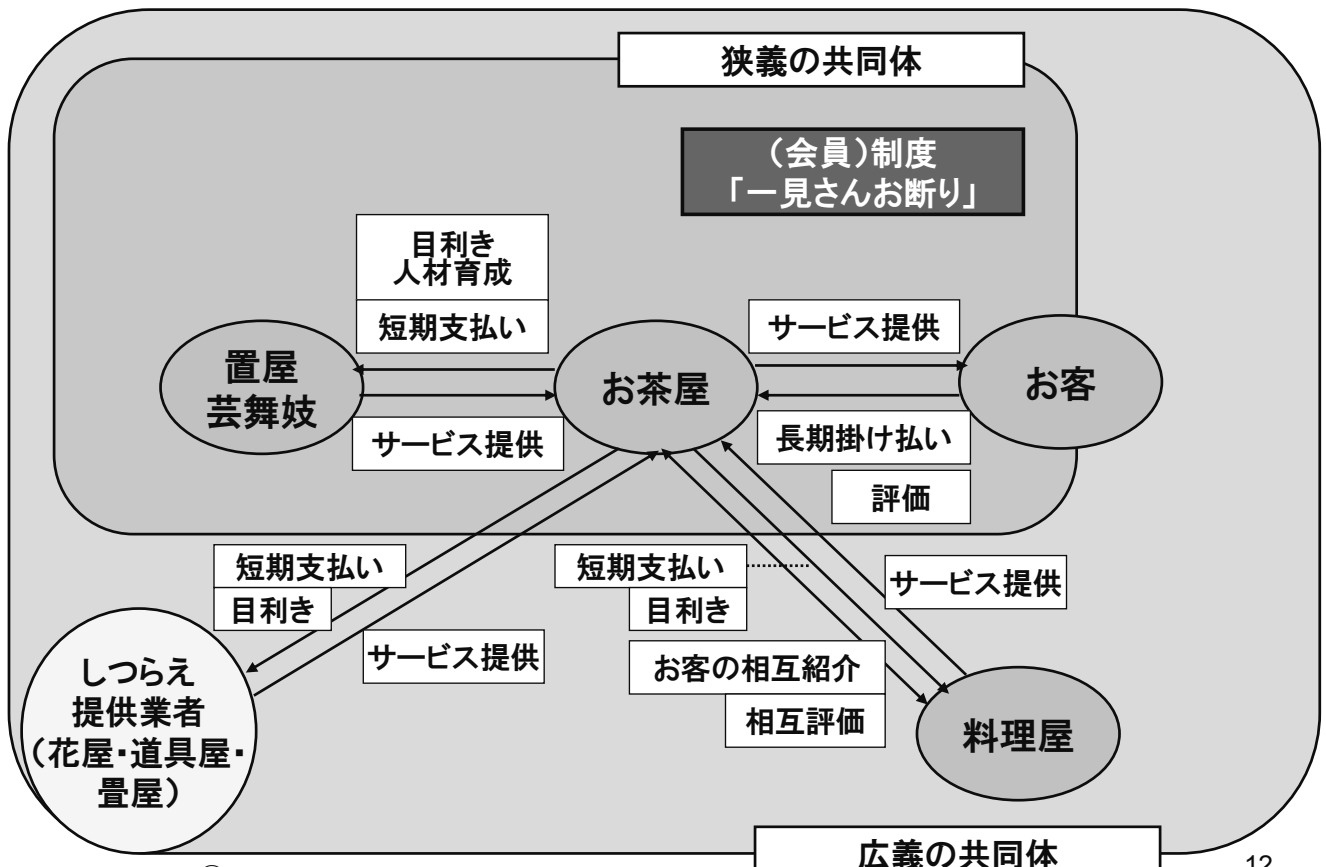 狭義の共同体
(会員)制度
「一見さんお断り」
目利き
人材育成
短期支払い
サービス提供
置屋
芸舞妓
お茶屋
お客
サービス提供
長期掛け払い
評価
短期支払い
目利き
サービス提供
短期支払い
目利き
サービス提供
お客の相互紹介
相互評価
しつらえ
提供業者
(花屋・道具屋・
畳屋)
料理屋
広義の共同体
12